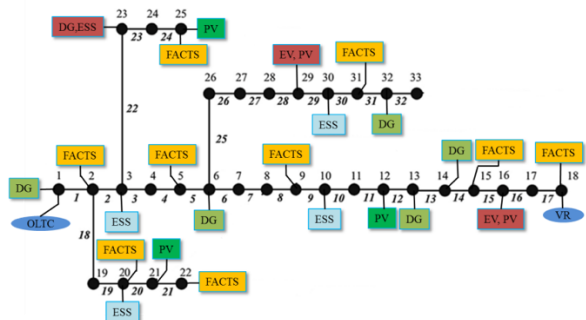 23 24 25
DG,ESS PV
23 24
FACTS
26 27 28 EV, PV 29 30 FACTS 31 32 33
26 27 28 29 30 31 32
22
ESS DG
25
FACTS FACTS FACTS DG FACTS FACTS
DG 1 2 3 4 5 6 7 8 9 10 11 12 13 14 15 16 17 18
1 2 3 4 5 6 7 8 9 10 11 12 13 14 15 16 17
OLTC ESS DG ESS PV DG EV, PV VR
18
FACTS PV
19 20 21 22 FACTS
19 20 21
ESS